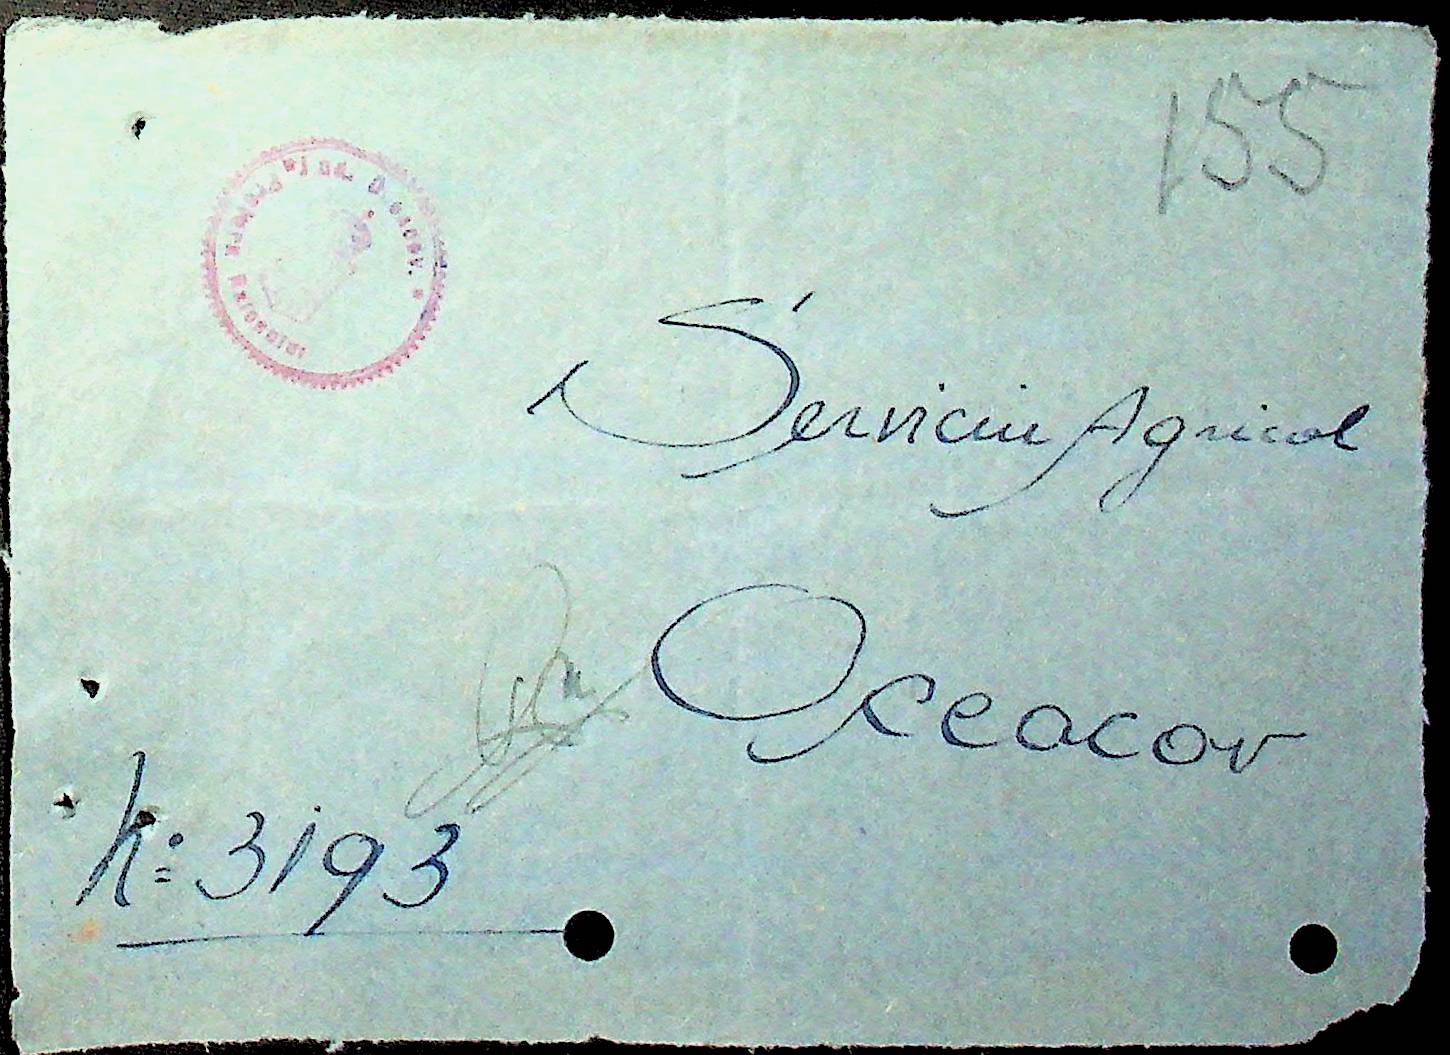 155
Serviciu Agricol
Oceacov
N: 3193